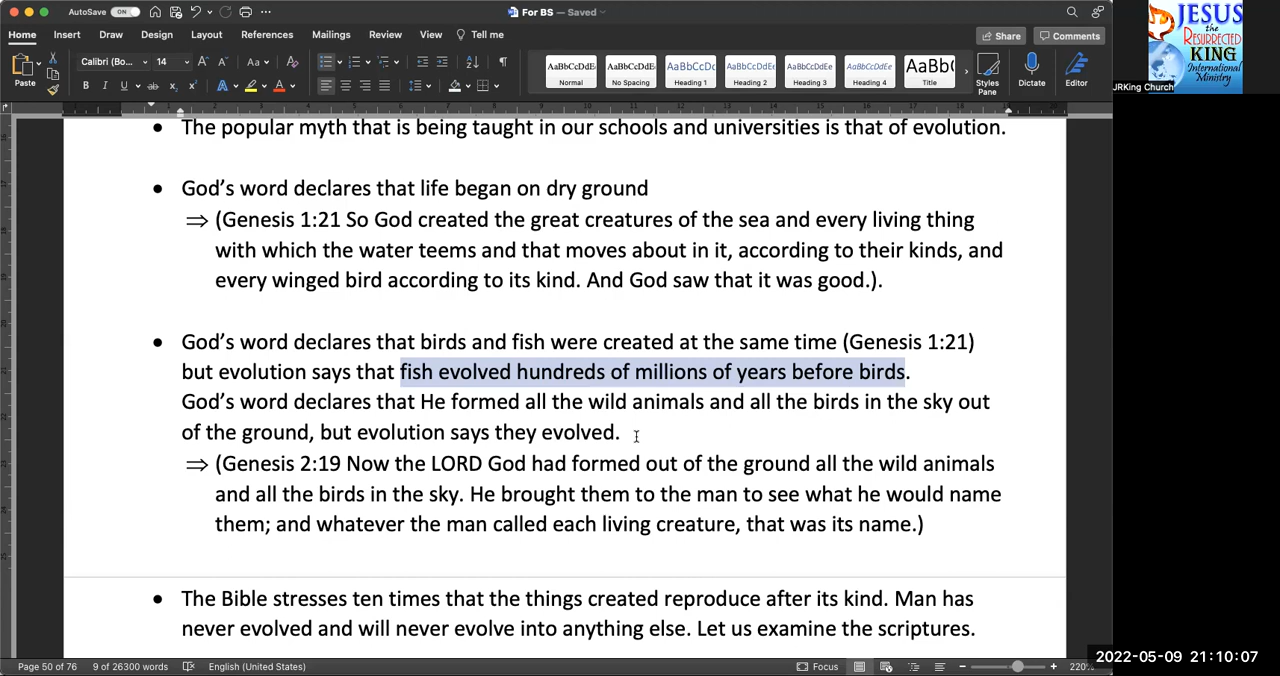 AutoSave ON ··· For BS — Saved
Home Insert Draw Design Layout References Mailings Review View Tell me Share Comments
Paste Calibri (Bo... 14 A^ A˅ Aa A
B I U ab x₂ x² A A
AaBbCcDdE Normal AaBbCcDdE No Spacing AaBbCcDc Heading 1 AaBbCcDdEe Heading 2 AaBbCcDd Heading 3 AaBbCcDdEe Heading 4 AaBb( Title
Styles Pane Dictate Editor
JESUS
the
RESURRECTED
KING
International
Ministry
JRKing Church
• The popular myth that is being taught in our schools and universities is that of evolution.
• God’s word declares that life began on dry ground
⇒ (Genesis 1:21 So God created the great creatures of the sea and every living thing
with which the water teems and that moves about in it, according to their kinds, and
every winged bird according to its kind. And God saw that it was good.).
• God’s word declares that birds and fish were created at the same time (Genesis 1:21)
but evolution says that fish evolved hundreds of millions of years before birds.
God’s word declares that He formed all the wild animals and all the birds in the sky out
of the ground, but evolution says they evolved.
⇒ (Genesis 2:19 Now the LORD God had formed out of the ground all the wild animals
and all the birds in the sky. He brought them to the man to see what he would name
them; and whatever the man called each living creature, that was its name.)
• The Bible stresses ten times that the things created reproduce after its kind. Man has
never evolved and will never evolve into anything else. Let us examine the scriptures.
Page 50 of 76 9 of 26300 words English (United States) Focus 220%
2022-05-09 21:10:07